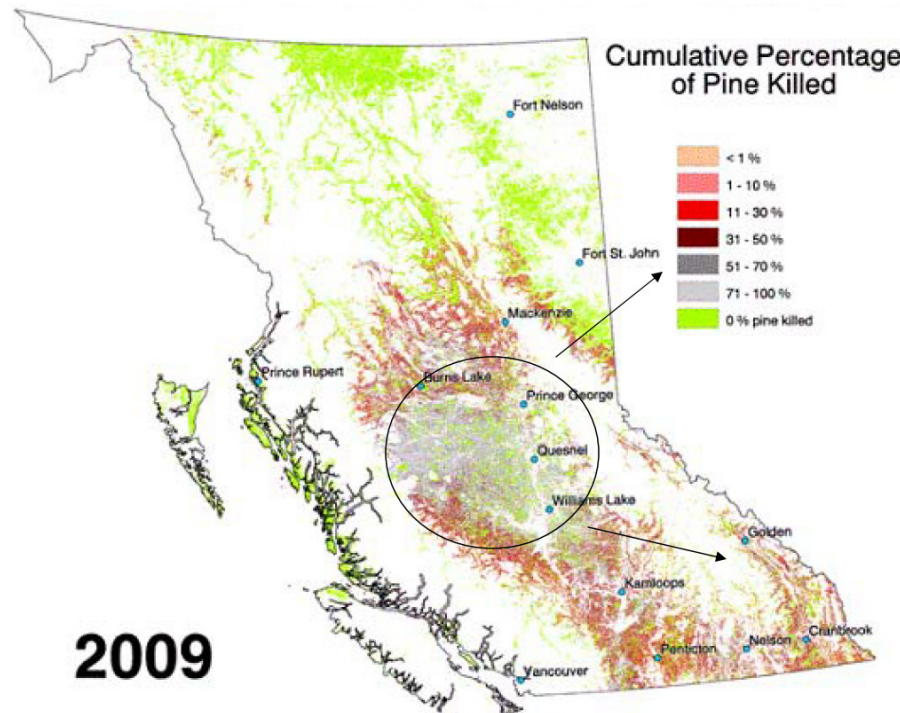 Cumulative Percentage
of Pine Killed
< 1 %
1 - 10 %
11 - 30 %
31 - 50 %
51 - 70 %
71 - 100 %
0 % pine killed
Fort Nelson
Fort St. John
Mackenzie
Prince Rupert
Burns Lake
Prince George
Quesnel
Williams Lake
Golden
Kamloops
Cranbrook
Nelson
Penticton
Vancouver
2009